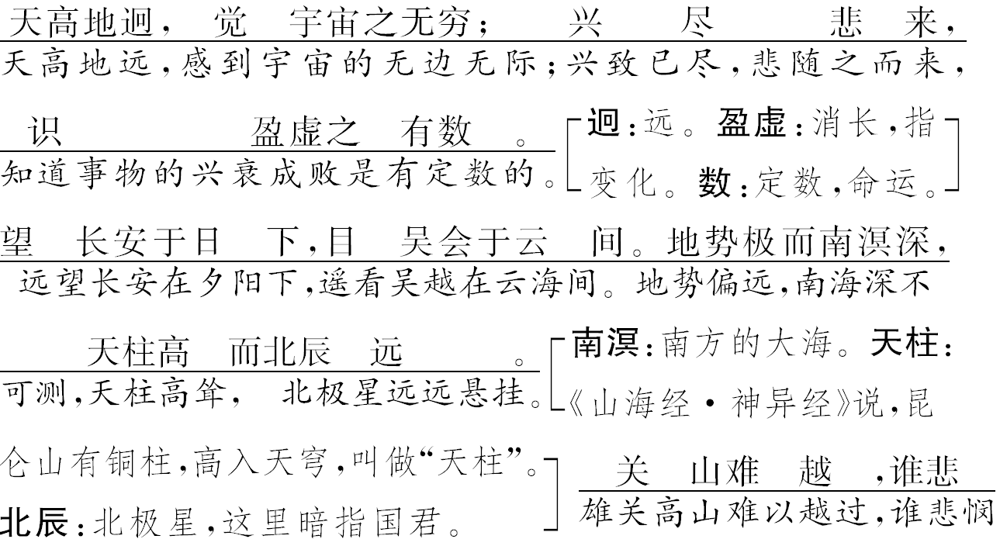 天高地迥，觉宇宙之无穷；兴尽悲来，
天高地远，感到宇宙的无边无际；兴致已尽，悲随之而来，
识盈虚之有数。
知道事物的兴衰成败是有定数的。
迥：远。盈虚：消长，指
变化。数：定数，命运。
望长安于日下，目吴会于云间。地势极而南溟深，
远望长安在夕阳下，遥看吴越在云海间。地势偏远，南海深不
天柱高而北辰远。
可测，天柱高耸，北极星远远悬挂。
南溟：南方的大海。天柱：
《山海经·神异经》说，昆
仑山有铜柱，高入天穹，叫做“天柱”。
北辰：北极星，这里暗指国君。
关山难越，谁悲
雄关高山难以越过，谁悲悯